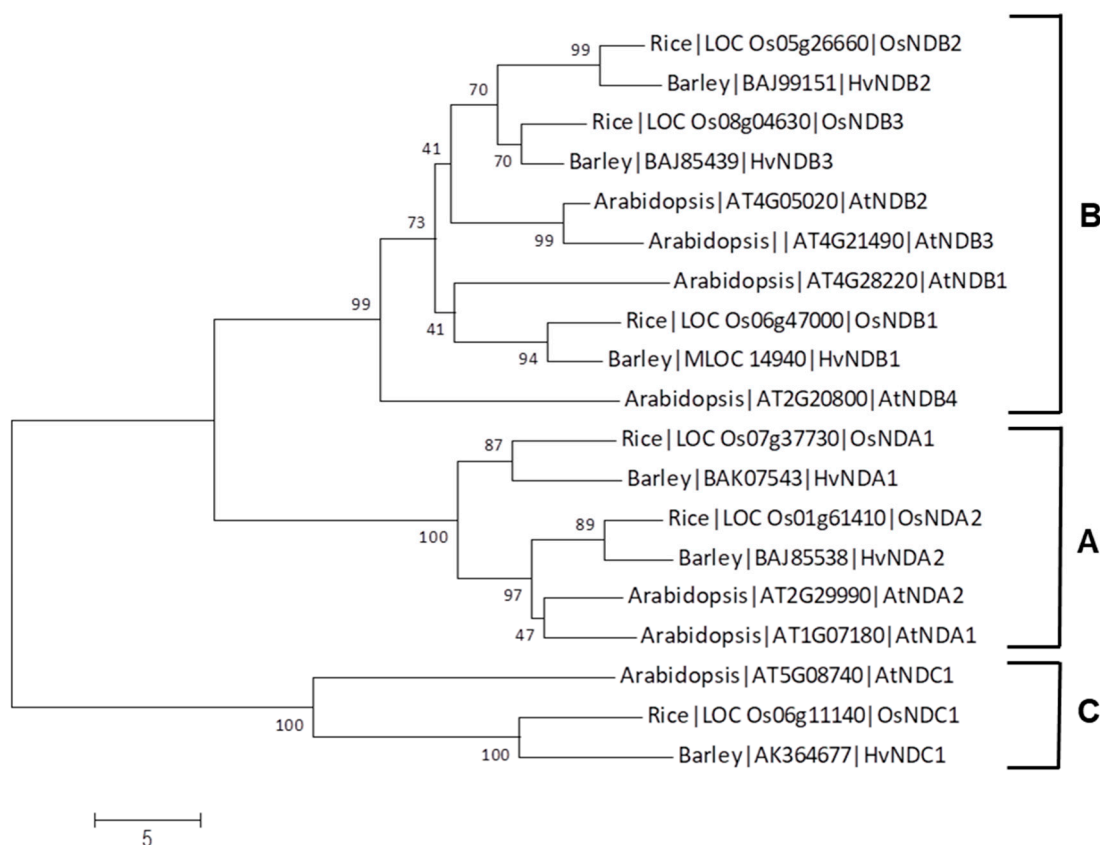 Rice|LOC Os05g26660|OsNDB2
99
Barley|BAJ99151|HvNDB2
70
Rice|LOC Os08g04630|OsNDB3
41
70
Barley|BAJ85439|HvNDB3
Arabidopsis|AT4G05020|AtNDB2
B
73
99
Arabidopsis||AT4G21490|AtNDB3
Arabidopsis|AT4G28220|AtNDB1
99
41
Rice|LOC Os06g47000|OsNDB1
94
Barley|MLOC 14940|HvNDB1
Arabidopsis|AT2G20800|AtNDB4
87
Rice|LOC Os07g37730|OsNDA1
Barley|BAK07543|HvNDA1
100
89
Rice|LOC Os01g61410|OsNDA2
A
Barley|BAJ85538|HvNDA2
97
Arabidopsis|AT2G29990|AtNDA2
47
Arabidopsis|AT1G07180|AtNDA1
Arabidopsis|AT5G08740|AtNDC1
100
Rice|LOC Os06g11140|OsNDC1
C
100
Barley|AK364677|HvNDC1
5